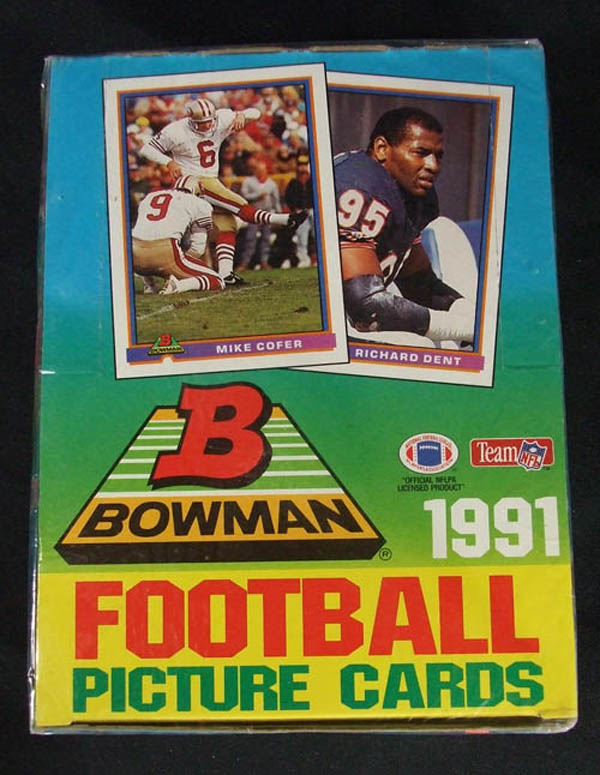 6
9
95
B
MIKE COFER
RICHARD DENT
B
BOWMAN
®
Team NFL
"OFFICIAL NFLPA
LICENSED PRODUCT"
1991
FOOTBALL
PICTURE CARDS